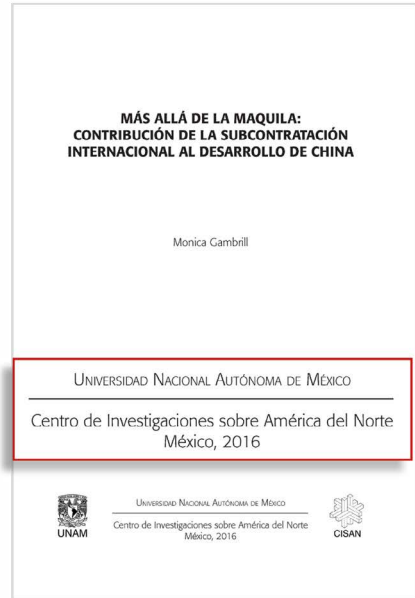 MÁS ALLÁ DE LA MAQUILA:
CONTRIBUCIÓN DE LA SUBCONTRATACIÓN
INTERNACIONAL AL DESARROLLO DE CHINA
Monica Gambrill
UNIVERSIDAD NACIONAL AUTÓNOMA DE MÉXICO
Centro de Investigaciones sobre América del Norte
México, 2016
UNAM
UNIVERSIDAD NACIONAL AUTÓNOMA DE MÉXICO
Centro de Investigaciones sobre América del Norte
México, 2016
CISAN